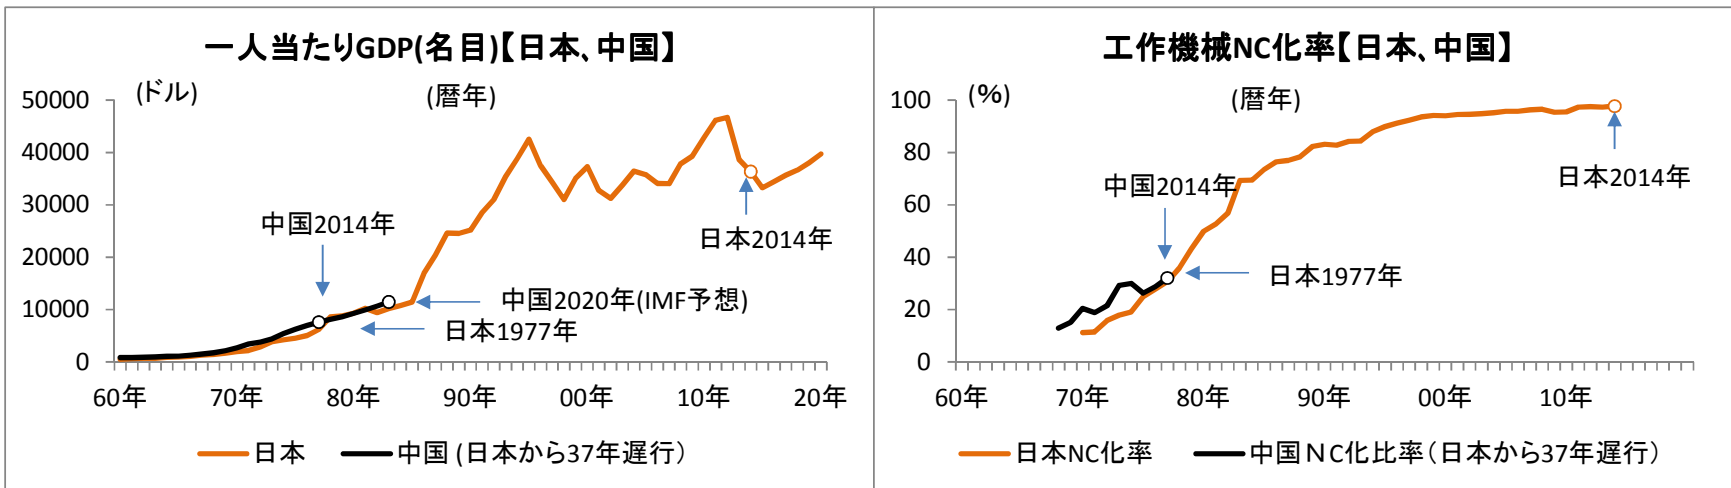 一人当たりGDP(名目)【日本、中国】
(ドル)
(暦年)
50000
40000
30000
20000
10000
0
中国2014年
日本2014年
中国2020年(IMF予想)
日本1977年
60年 70年 80年 90年 00年 10年 20年
日本 中国 (日本から37年遅行)
工作機械NC化率【日本、中国】
(%)
(暦年)
100
80
60
40
20
0
中国2014年
日本2014年
日本1977年
60年 70年 80年 90年 00年 10年
日本NC化率 中国NC化比率(日本から37年遅行)